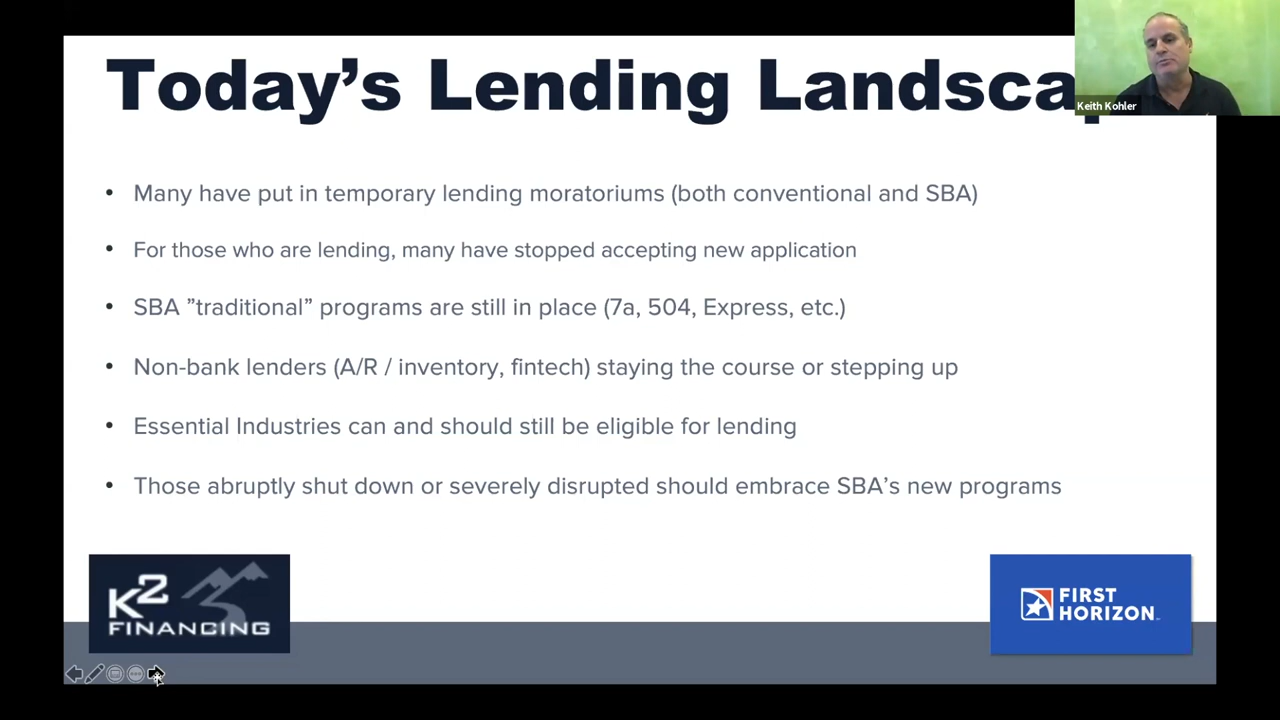 Today's Lending Landscap
Keith Kohler
• Many have put in temporary lending moratoriums (both conventional and SBA)
• For those who are lending, many have stopped accepting new application
• SBA ”traditional” programs are still in place (7a, 504, Express, etc.)
• Non-bank lenders (A/R / inventory, fintech) staying the course or stepping up
• Essential Industries can and should still be eligible for lending
• Those abruptly shut down or severely disrupted should embrace SBA’s new programs
K2
FINANCING
FIRST
HORIZON